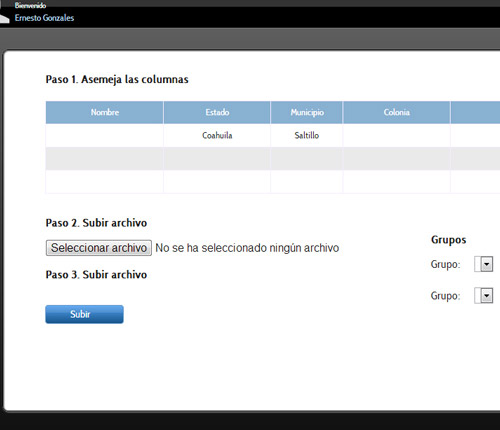 Bienvenido
Ernesto Gonzales
Paso 1. Asemeja las columnas
Nombre Estado Municipio Colonia
Coahuila Saltillo
Paso 2. Subir archivo
Seleccionar archivo No se ha seleccionado ningún archivo
Grupos
Grupo:
Paso 3. Subir archivo
Grupo:
Subir